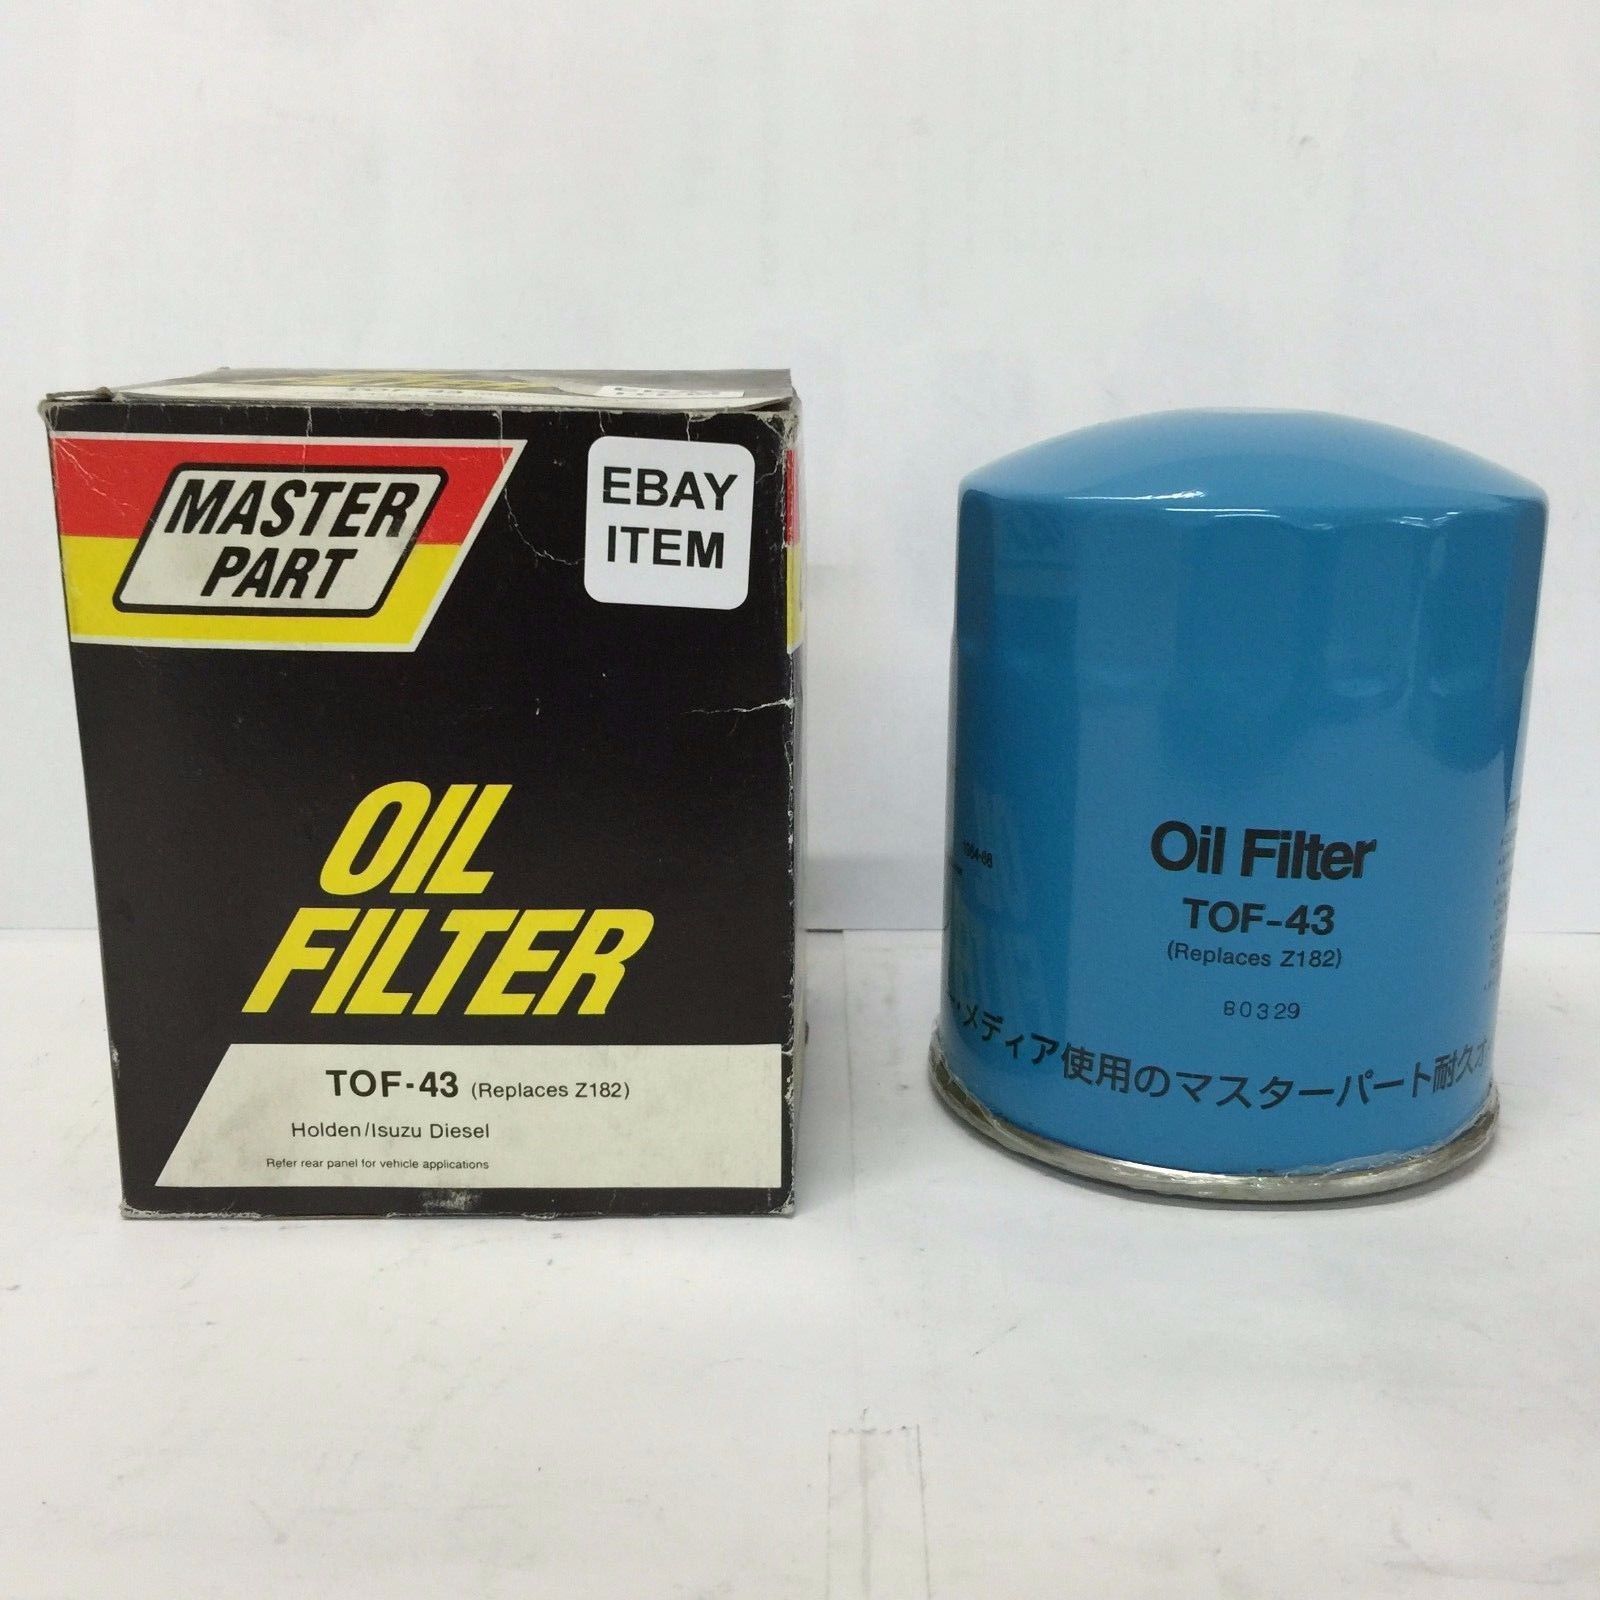 MASTER
PART
EBAY
ITEM
OIL
FILTER
TOF-43 (Replaces Z182)
Holden/Isuzu Diesel
Refer rear panel for vehicle applications
Oil Filter
TOF-43
(Replaces Z182)
80329
メディア使用のマスターパート耐久オ